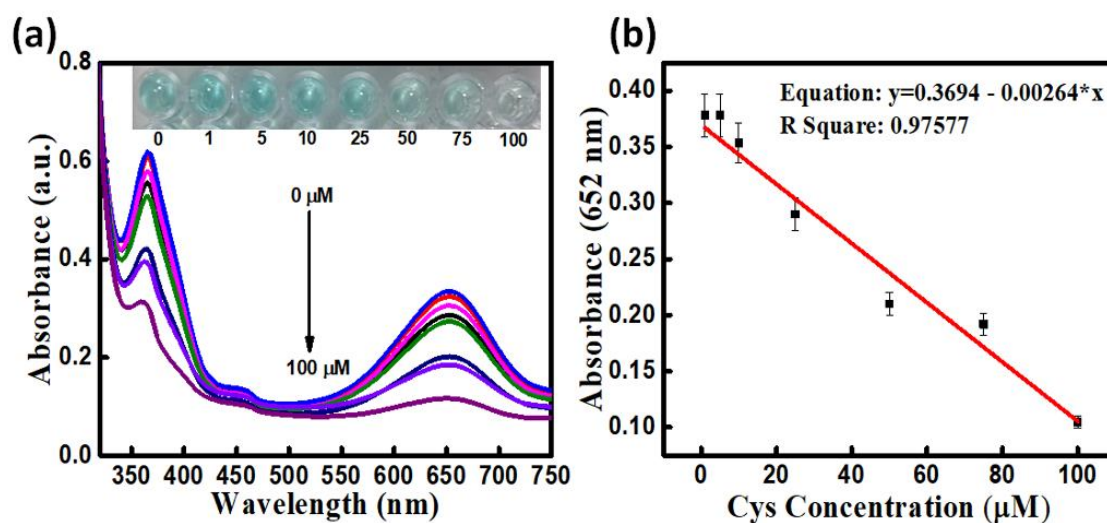 (a)
0.8
0.6
0.4
0.2
0.0
Absorbance (a.u.)
0 1 5 10 25 50 75 100
0 µM
100 µM
350 400 450 500 550 600 650 700 750
Wavelength (nm)
(b)
0.40
0.35
0.30
0.25
0.20
0.15
0.10
Absorbance (652 nm)
Equation: y=0.3694 - 0.00264*x
R Square: 0.97577
0 20 40 60 80 100
Cys Concentration (µM)